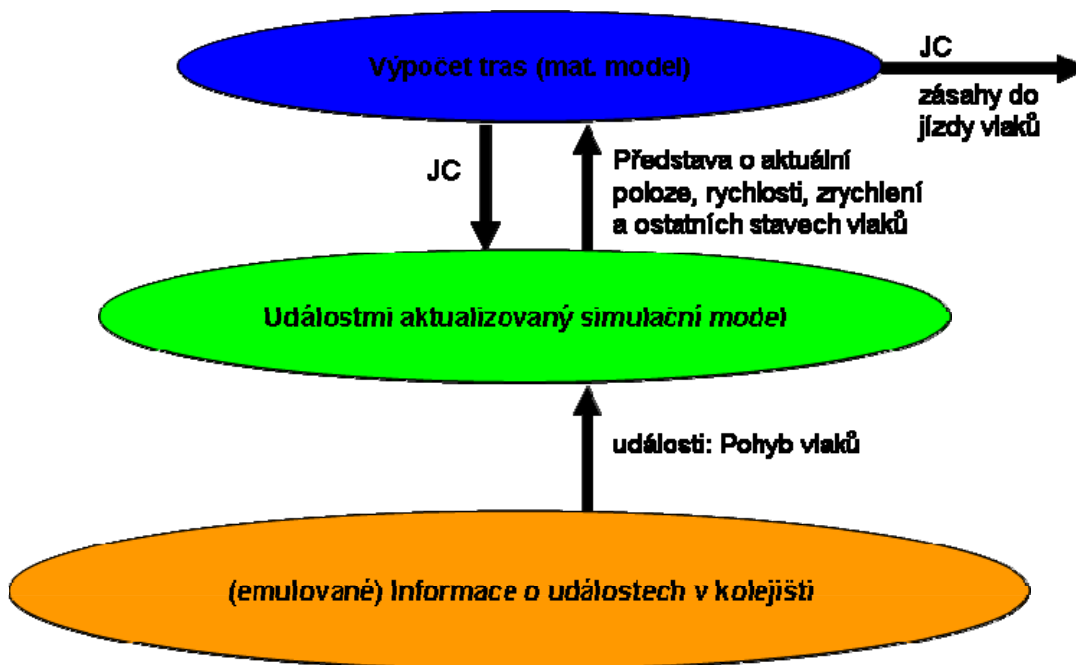 Výpočet tras (mat. model)
JC
zásahy do
jízdy vlaků
JC
Představa o aktuální
poloze, rychlosti, zrychlení
a ostatních stavech vlaků
Událostmi aktualizovaný simulační model
události: Pohyb vlaků
(emulované) Informace o událostech v kolejišti